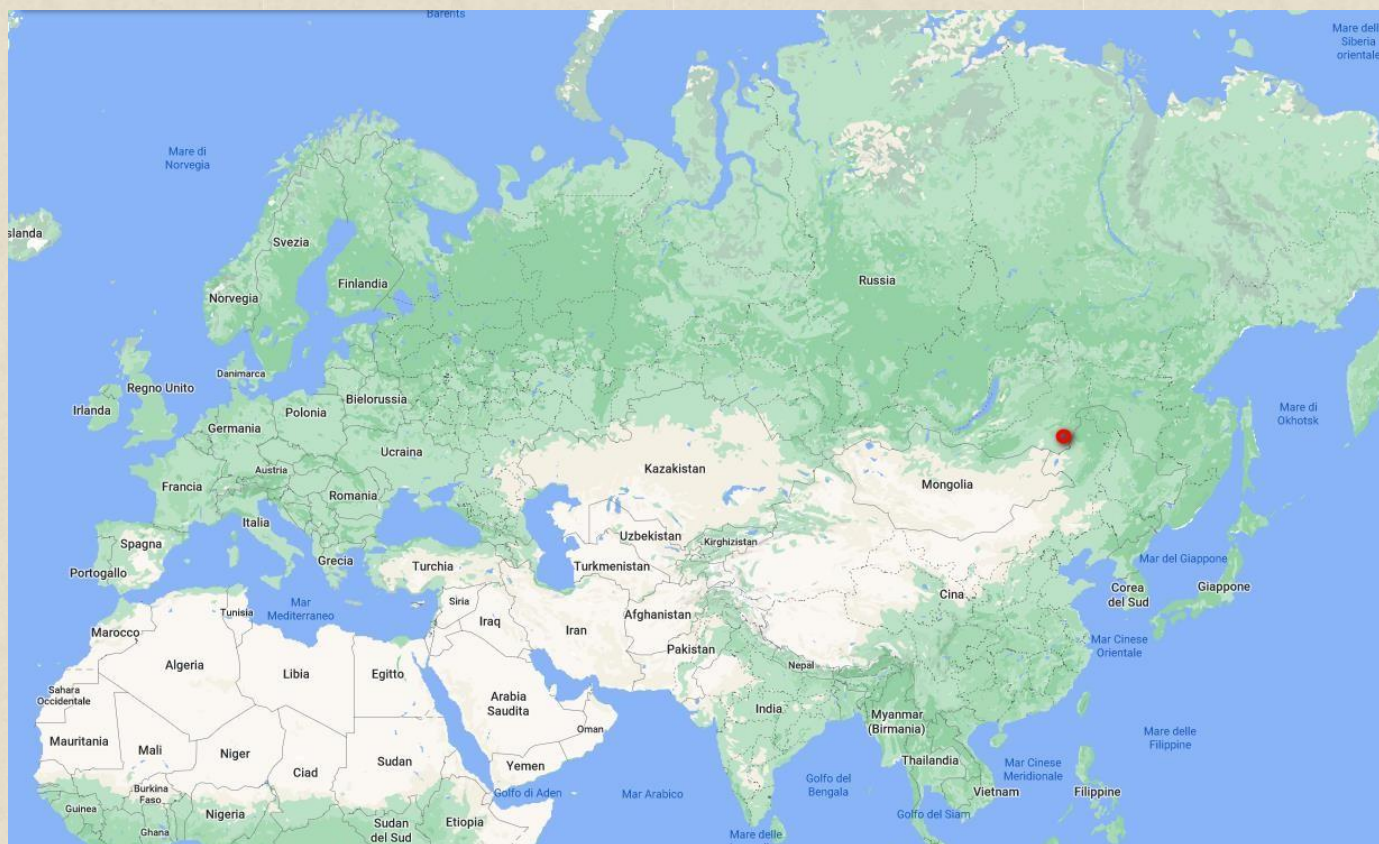 Barents
Mare dell
Siberia
orientale
Mare di
Norvegia
slanda
Svezia
Finlandia
Norvegia
Russia
Danimarca
Regno Unito
Irlanda
Bielorussia
Polonia
Germania
Mare di
Okhotsk
Ucraina
Austria
Francia
Kazakistan
Mongolia
Romania
Italia
Spagna
Portogallo
Grecia
Turchia
Uzbekistan
Kirghizistan
Turkmenistan
Mar del Giappone
Corea
del Sud
Giappone
Cina
Siria
Tunisia
Mar
Mediterraneo
Iraq
Iran
Afghanistan
Pakistan
Marocco
Mar Cinese
Orientale
Algeria
Libia
Egitto
Nepal
Sahara
Occidentale
Arabia
Saudita
India
Myanmar
(Birmania)
Oman
Mauritania
Mali
Niger
Ciad
Sudan
Yemen
Thailandia
Mare delle
Filippine
Mar Cinese
Meridionale
Golfo del
Bengala
Burkina
Faso
Golfo di Aden
Mar Arabico
Vietnam
Filippine
Guinea
Nigeria
Ghana
Sudan
del Sud
Etiopia
Golfo del Siam
Mare delle